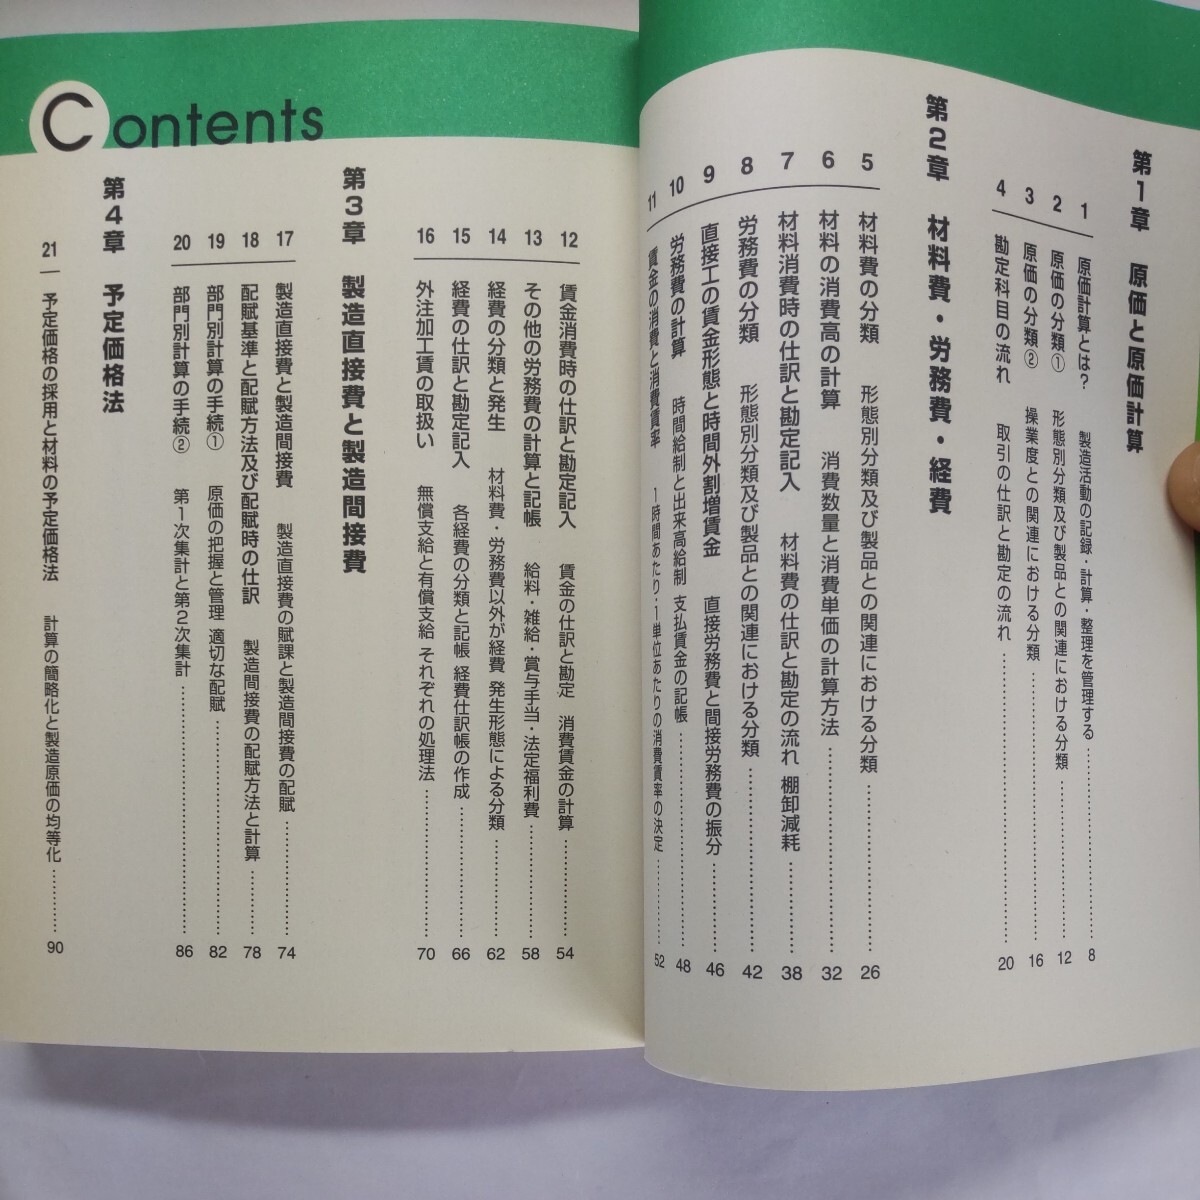 Contents
第1章 原価と原価計算
1 原価計算とは? 製造活動の記録・計算・整理を管理する 8
2 原価の分類① 形態別分類及び製品との関連における分類 12
3 原価の分類② 操業度との関連における分類 16
4 勘定科目の流れ 取引の仕訳と勘定の流れ 20
第2章 材料費・労務費・経費
5 材料費の分類 形態別分類及び製品との関連における分類 26
6 材料の消費高の計算 消費数量と消費単価の計算方法 32
7 材料消費時の仕訳と勘定記入 材料費の仕訳と勘定の流れ 棚卸減耗 38
8 労務費の分類 形態別分類及び製品との関連における分類 42
9 直接工の賃金形態と時間外割増賃金 直接労務費と間接労務費の振分 46
10 労務費の計算 時間給制と出来高給制 支払賃金の記帳 48
11 賃金の消費と消費賃率 1時間あたり・1単位あたりの消費賃率の決定 52
12 賃金消費時の仕訳と勘定記入 賃金の仕訳と勘定 消費賃金の計算 54
13 その他の労務費の計算と記帳 給料・雑給・賞与手当・法定福利費 58
14 経費の分類と発生 材料費・労務費以外が経費 発生形態による分類 62
15 経費の仕訳と勘定記入 各経費の分類と記帳 経費仕訳帳の作成 66
16 外注加工賃の取扱い 無償支給と有償支給 それぞれの処理法 70
第3章 製造直接費と製造間接費
17 製造直接費と製造間接費 製造直接費の賦課と製造間接費の配賦 74
18 配賦基準と配賦方法及び配賦時の仕訳 製造間接費の配賦方法と計算 78
19 部門別計算の手続① 原価の把握と管理 適切な配賦 82
20 部門別計算の手続② 第1次集計と第2次集計 86
第4章 予定価格法
21 予定価格の採用と材料の予定価格法 計算の簡略化と製造原価の均等化 90